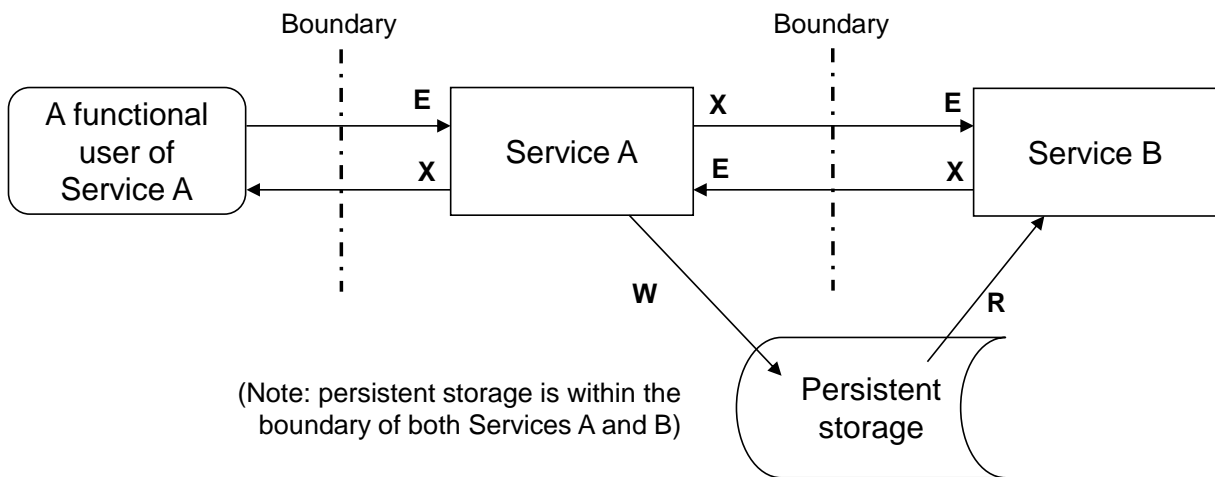 Boundary
Boundary
A functional
user of
Service A
E
X
Service A
X
E
E
X
Service B
W
R
(Note: persistent storage is within the
boundary of both Services A and B)
Persistent
storage